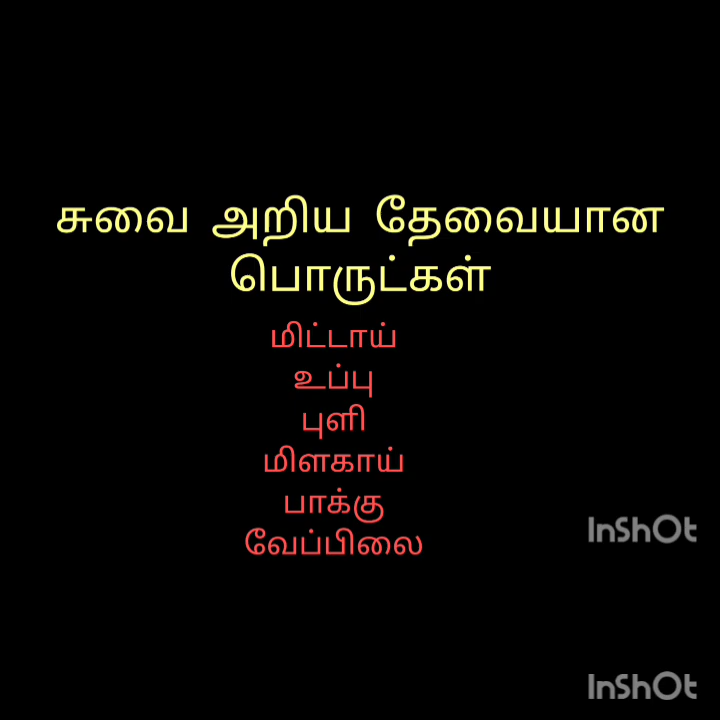 சுவை அறிய தேவையான
பொருட்கள்
மிட்டாய்
உப்பு
புளி
மிளகாய்
பாக்கு
வேப்பிலை
InShOt
InShOt